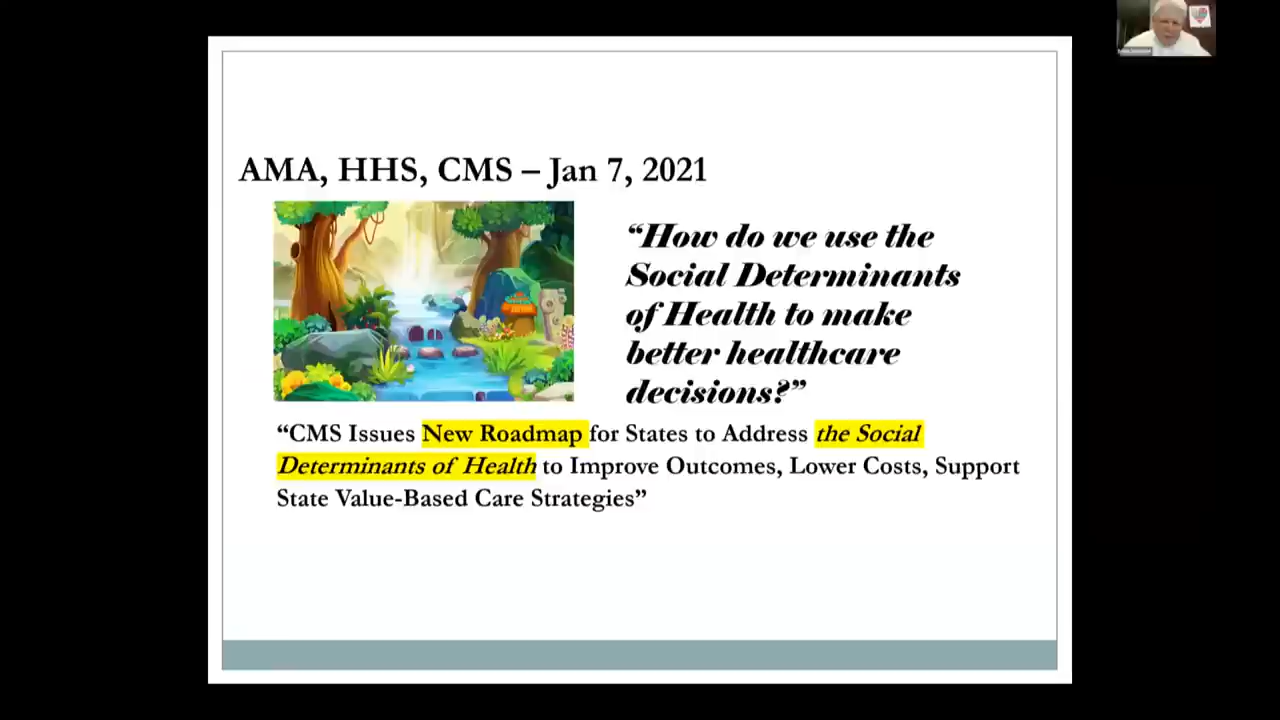 AMA, HHS, CMS – Jan 7, 2021
“How do we use the
Social Determinants
of Health to make
better healthcare
decisions?”
“CMS Issues New Roadmap for States to Address the Social
Determinants of Health to Improve Outcomes, Lower Costs, Support
State Value-Based Care Strategies”